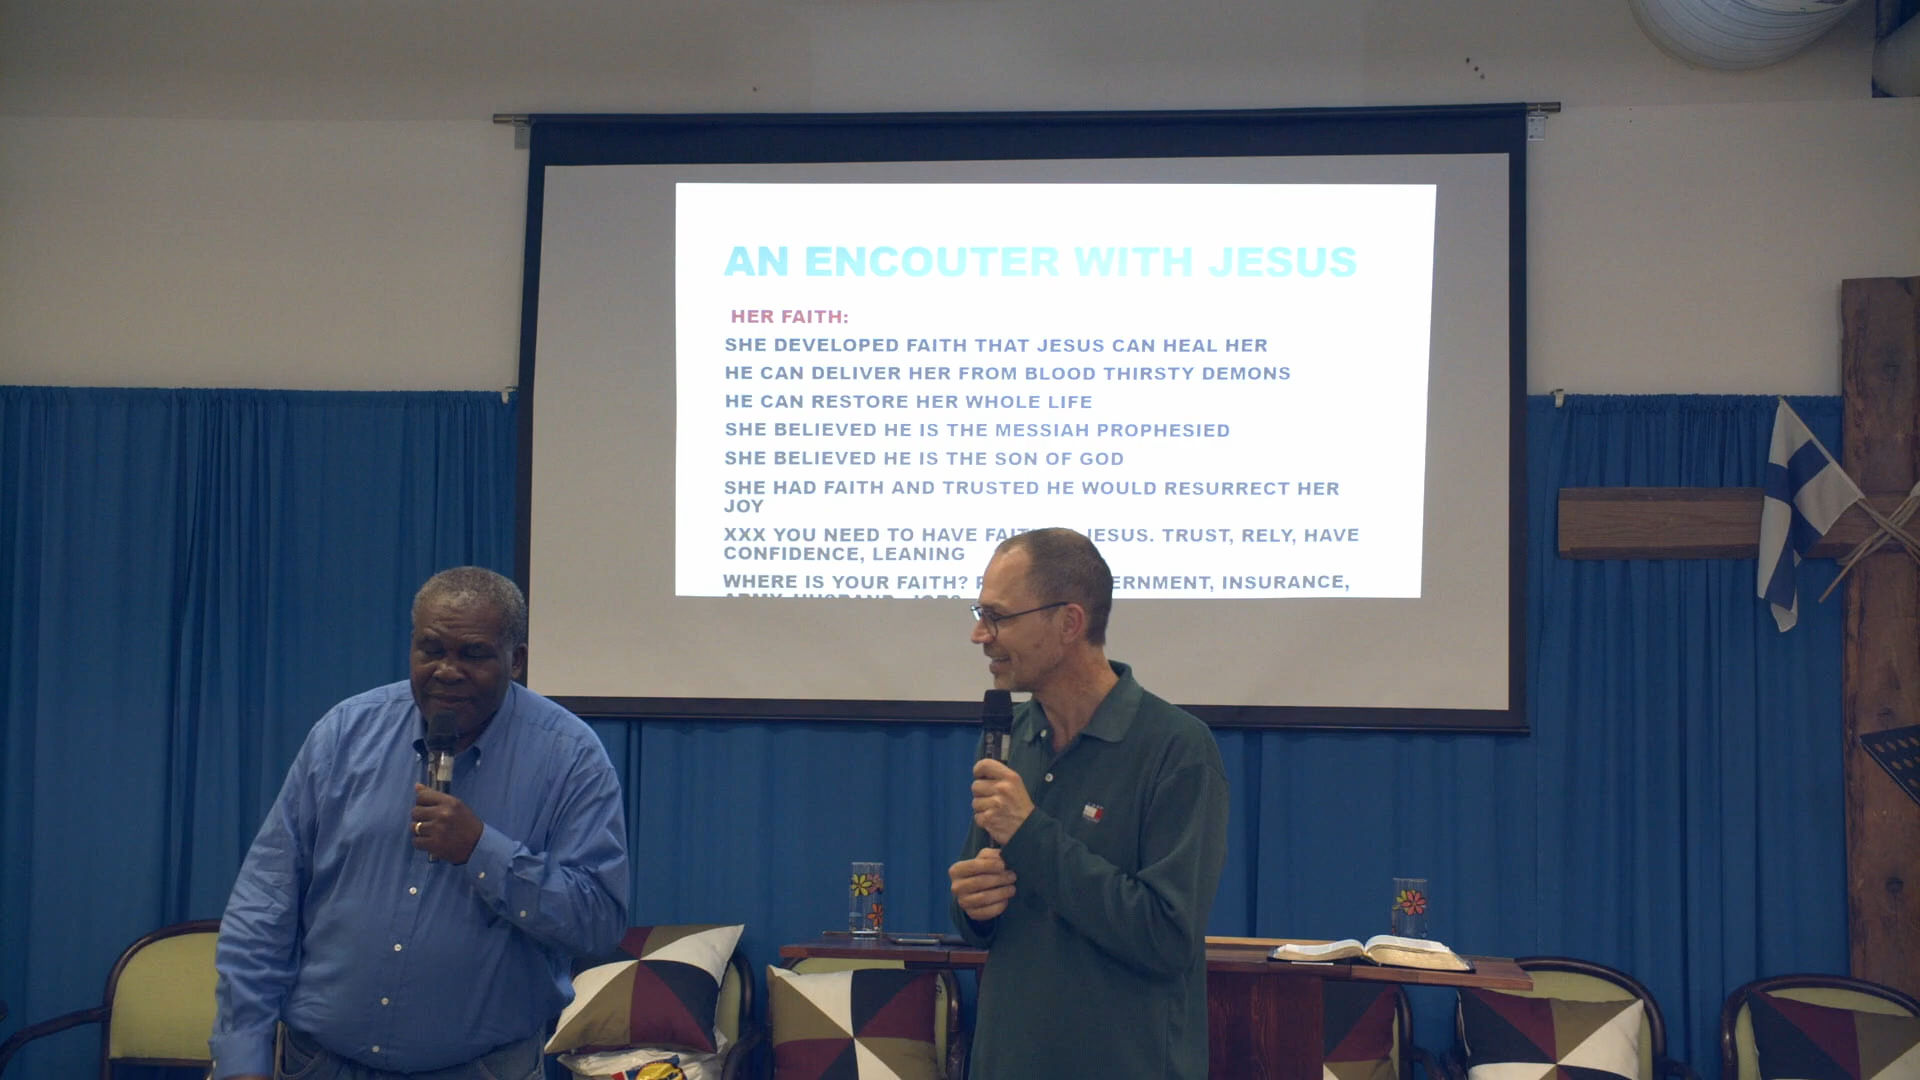 AN ENCOUTER WITH JESUS
HER FAITH:
SHE DEVELOPED FAITH THAT JESUS CAN HEAL HER
HE CAN DELIVER HER FROM BLOOD THIRSTY DEMONS
HE CAN RESTORE HER WHOLE LIFE
SHE BELIEVED HE IS THE MESSIAH PROPHESIED
SHE BELIEVED HE IS THE SON OF GOD
SHE HAD FAITH AND TRUSTED HE WOULD RESURRECT HER
JOY
XXX YOU NEED TO HAVE JESUS. TRUST, RELY, HAVE
CONFIDENCE, LEANING
WHERE IS YOUR FAITH? INSURANCE,